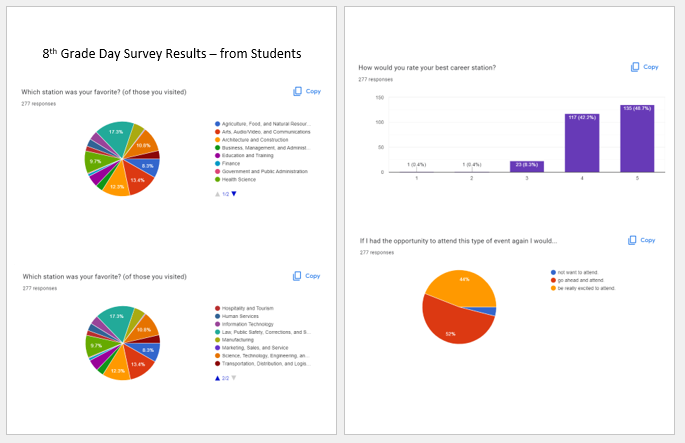 8th Grade Day Survey Results – from Students
Which station was your favorite? (of those you visited)
Copy
277 responses
17.3%
10.8%
8.3%
13.4%
12.3%
9.7%
Agriculture, Food, and Natural Resour...
Arts, Audio/Video, and Communications
Architecture and Construction
Business, Management, and Administ...
Education and Training
Finance
Government and Public Administration
Health Science
1/2
Which station was your favorite? (of those you visited)
Copy
277 responses
17.3%
10.8%
8.3%
13.4%
12.3%
9.7%
Hospitality and Tourism
Human Services
Information Technology
Law, Public Safety, Corrections, and S...
Manufacturing
Marketing, Sales, and Service
Science, Technology, Engineering, an...
Transportation, Distribution, and Logis...
2/2
How would you rate your best career station?
Copy
277 responses
150
100
50
0
1 (0.4%)
1 (0.4%)
23 (8.3%)
117 (42.2%)
135 (48.7%)
1
2
3
4
5
If I had the opportunity to attend this type of event again I would...
Copy
277 responses
44%
52%
not want to attend
go ahead and attend
be really excited to attend.